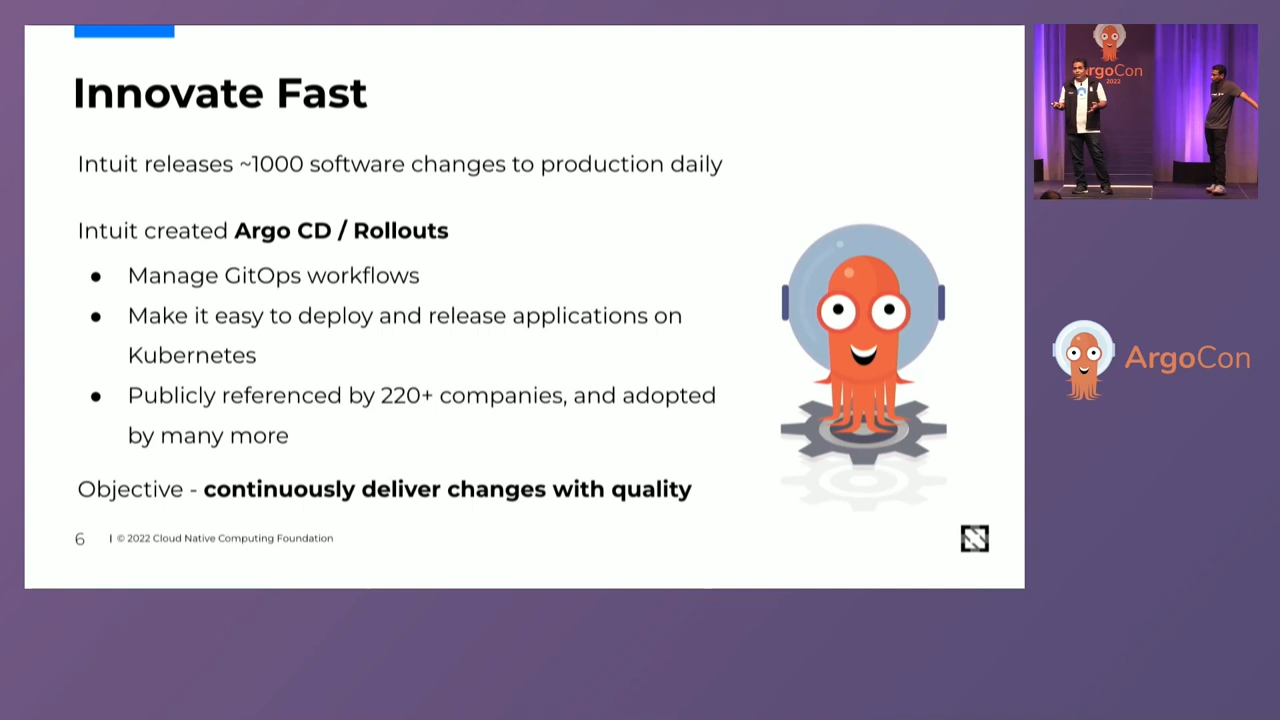 Innovate Fast
Intuit releases ~1000 software changes to production daily
Intuit created Argo CD / Rollouts
● Manage GitOps workflows
● Make it easy to deploy and release applications on
Kubernetes
● Publicly referenced by 220+ companies, and adopted
by many more
Objective - continuously deliver changes with quality
6 | © 2022 Cloud Native Computing Foundation
ArgoCon
2022
ArgoCon